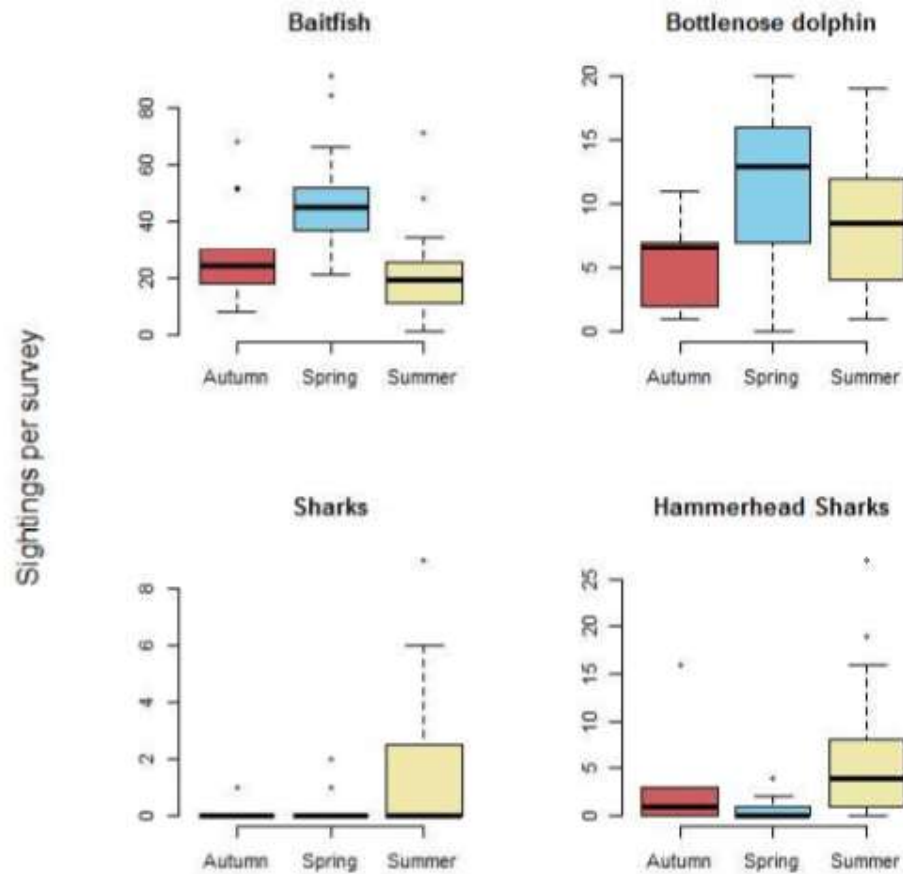 Baitfish
Bottlenose dolphin
80
60
40
20
0
Autumn Spring Summer
20
15
10
5
0
Autumn Spring Summer
Sightings per survey
Sharks
Hammerhead Sharks
8
6
4
2
0
Autumn Spring Summer
25
20
15
10
5
0
Autumn Spring Summer